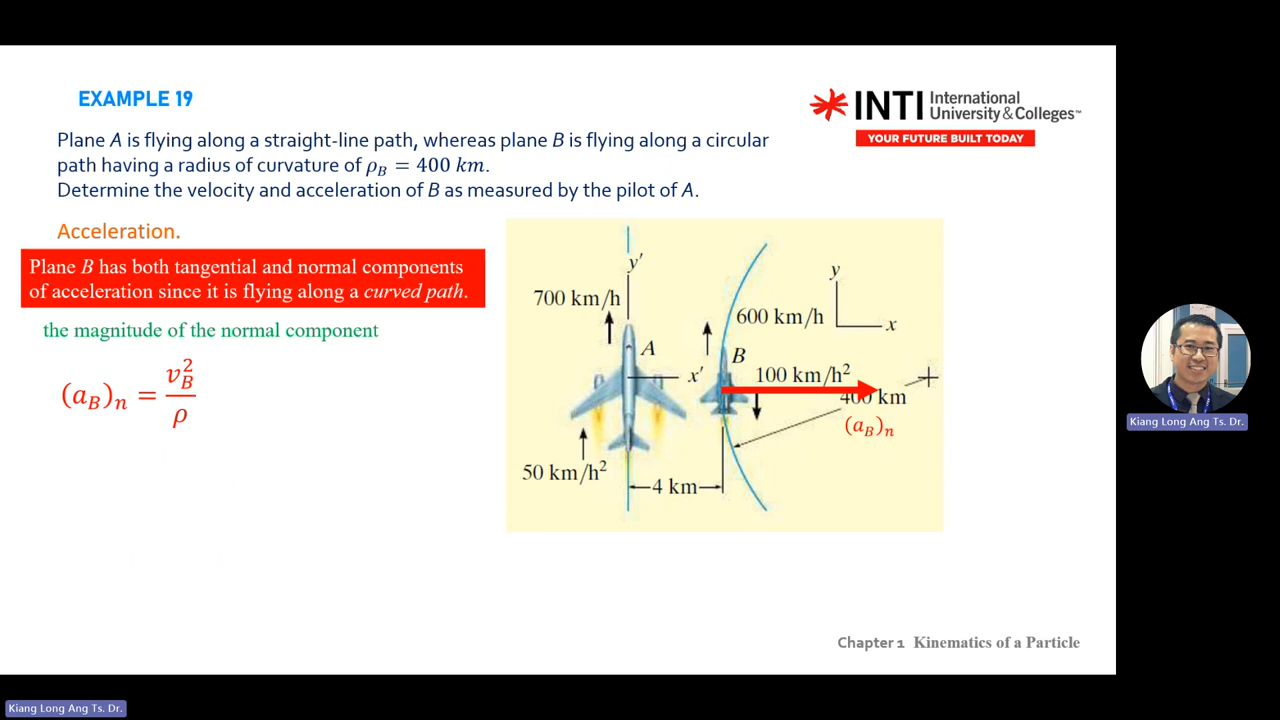 EXAMPLE 19
INTI International
University & Colleges™
YOUR FUTURE BUILT TODAY
Plane A is flying along a straight-line path, whereas plane B is flying along a circular
path having a radius of curvature of ρ_B = 400 km.
Determine the velocity and acceleration of B as measured by the pilot of A.
Acceleration.
Plane B has both tangential and normal components
of acceleration since it is flying along a curved path.
the magnitude of the normal component
(a_B)_n = v_B^2 / ρ
y′
y
700 km/h
600 km/h
x
A
B
x′
100 km/h²
400 km
(a_B)_n
50 km/h²
4 km
Kiang Long Ang Ts. Dr.
Chapter 1 Kinematics of a Particle
Kiang Long Ang Ts. Dr.